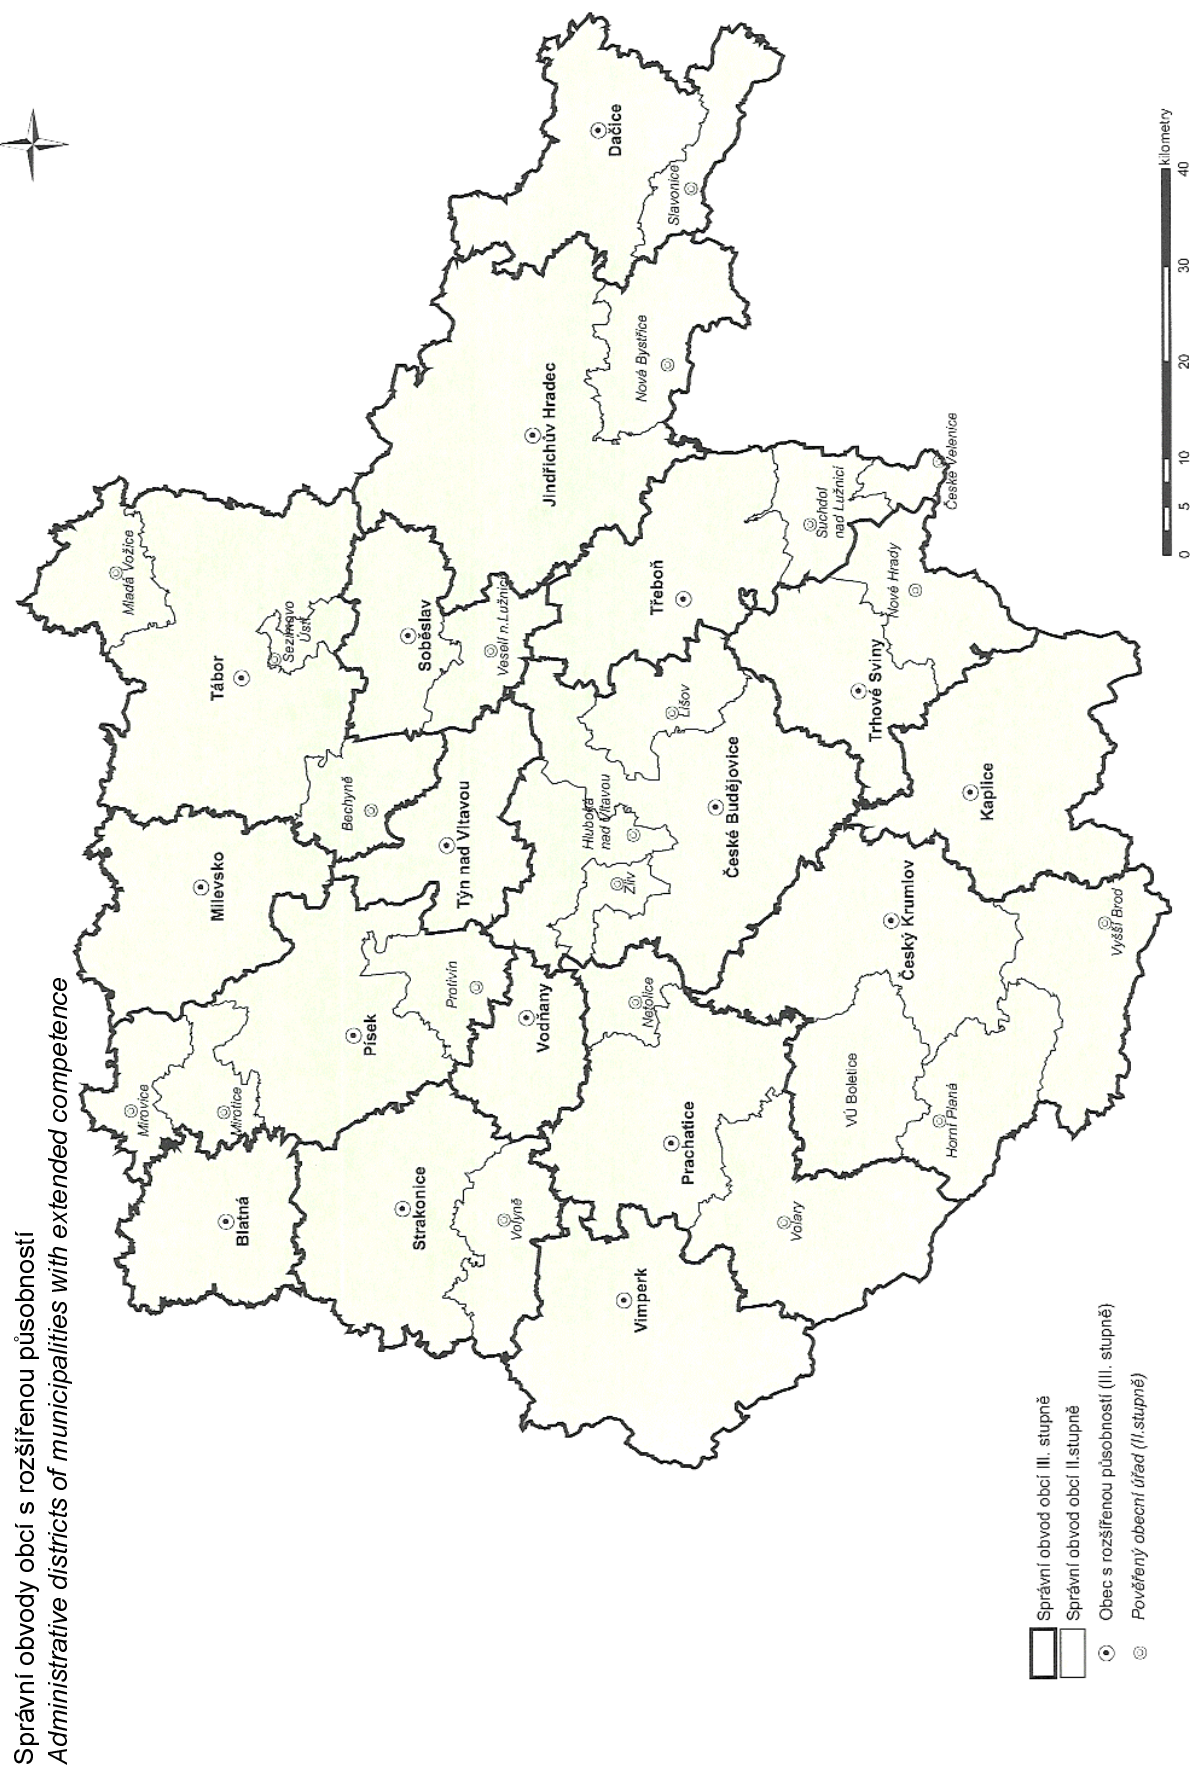 Správní obvody obcí s rozšířenou působností
Administrative districts of municipalities with extended competence
Mladá Vožice
Tábor
Sezimovo
Ústí
Milevsko
Mirovice
Mirotice
Blatná
Bechyně
Písek
Soběslav
Týn nad Vltavou
Protivín
Strakonice
Veselí n.Lužnicí
Vodňany
Volyně
Jindřichův Hradec
Dačice
Slavonice
Nová Bystřice
Třeboň
Lišov
Hluboká
nad Vltavou
Zliv
Netolice
České Budějovice
Prachatice
Vimperk
Volary
Suchdol
nad Lužnicí
České Velenice
Nové Hrady
Trhové Sviny
Kaplice
Český Krumlov
VÚ Boletice
Horní Planá
Vyšší Brod
Správní obvod obcí III. stupně
Správní obvod obcí II.stupně
Obec s rozšířenou působností (III. stupně)
Pověřený obecní úřad (II.stupně)
0 5 10 20 30 40
kilometry